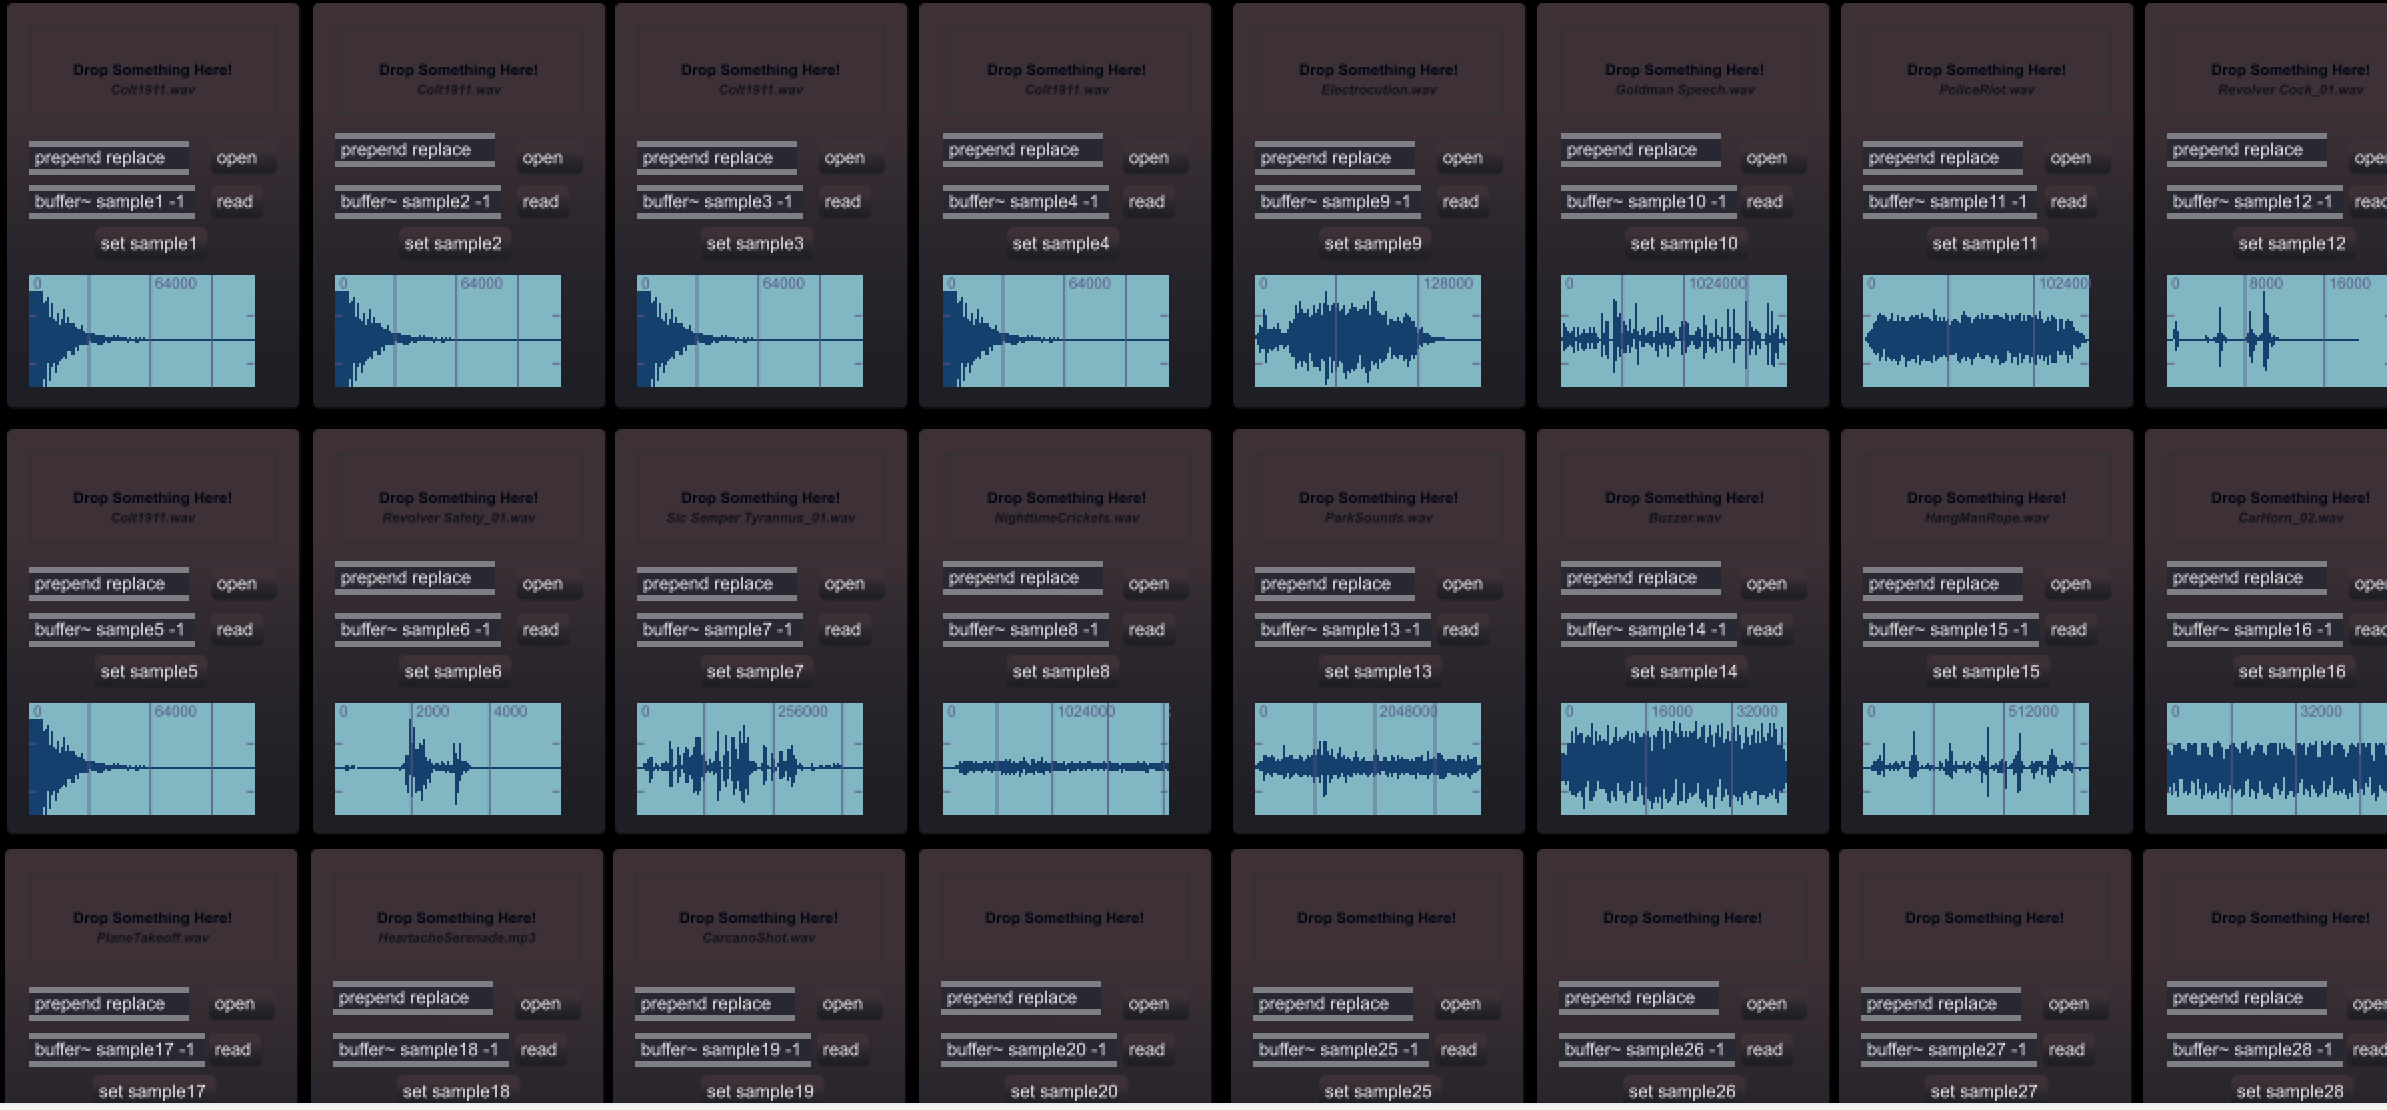 Drop Something Here!
Colt1911.wav
prepend replace
open
buffer~ sample1 -1
read
set sample1
0 64000
Drop Something Here!
Colt1911.wav
prepend replace
open
buffer~ sample2 -1
read
set sample2
0 64000
Drop Something Here!
Colt1911.wav
prepend replace
open
buffer~ sample3 -1
read
set sample3
0 64000
Drop Something Here!
Colt1911.wav
prepend replace
open
buffer~ sample4 -1
read
set sample4
0 64000
Drop Something Here!
Electrocution.wav
prepend replace
open
buffer~ sample9 -1
read
set sample9
0 128000
Drop Something Here!
Goldman Speech.wav
prepend replace
open
buffer~ sample10 -1
read
set sample10
0 1024000
Drop Something Here!
PoliceRiot.wav
prepend replace
open
buffer~ sample11 -1
read
set sample11
0 102400
Drop Something Here!
Revolver Cock_01.wav
prepend replace
ope
buffer~ sample12 -1
read
set sample12
0 8000 16000
Drop Something Here!
Colt1911.wav
prepend replace
open
buffer~ sample5 -1
read
set sample5
0 64000
Drop Something Here!
Revolver Safety_01.wav
prepend replace
open
buffer~ sample6 -1
read
set sample6
0 2000 4000
Drop Something Here!
Sic Semper Tyrannus_01.wav
prepend replace
open
buffer~ sample7 -1
read
set sample7
0 256000
Drop Something Here!
NighttimeCrickets.wav
prepend replace
open
buffer~ sample8 -1
read
set sample8
0 1024000
Drop Something Here!
ParkSounds.wav
prepend replace
open
buffer~ sample13 -1
read
set sample13
0 2048000
Drop Something Here!
Buzzer.wav
prepend replace
open
buffer~ sample14 -1
read
set sample14
0 16000 32000
Drop Something Here!
HangManRope.wav
prepend replace
open
buffer~ sample15 -1
read
set sample15
0 512000
Drop Something Here!
CarHorn_02.wav
prepend replace
ope
buffer~ sample16 -1
read
set sample16
0 32000
Drop Something Here!
PlaneTakeoff.wav
prepend replace
open
buffer~ sample17 -1
read
set sample17
Drop Something Here!
HeartacheSerenade.mp3
prepend replace
open
buffer~ sample18 -1
read
set sample18
Drop Something Here!
CarcanoShot.wav
prepend replace
open
buffer~ sample19 -1
read
set sample19
Drop Something Here!
prepend replace
open
buffer~ sample20 -1
read
set sample20
Drop Something Here!
prepend replace
open
buffer~ sample25 -1
read
set sample25
Drop Something Here!
prepend replace
open
buffer~ sample26 -1
read
set sample26
Drop Something Here!
prepend replace
open
buffer~ sample27 -1
read
set sample27
Drop Something Here!
prepend replace
ope
buffer~ sample28 -1
read
set sample28